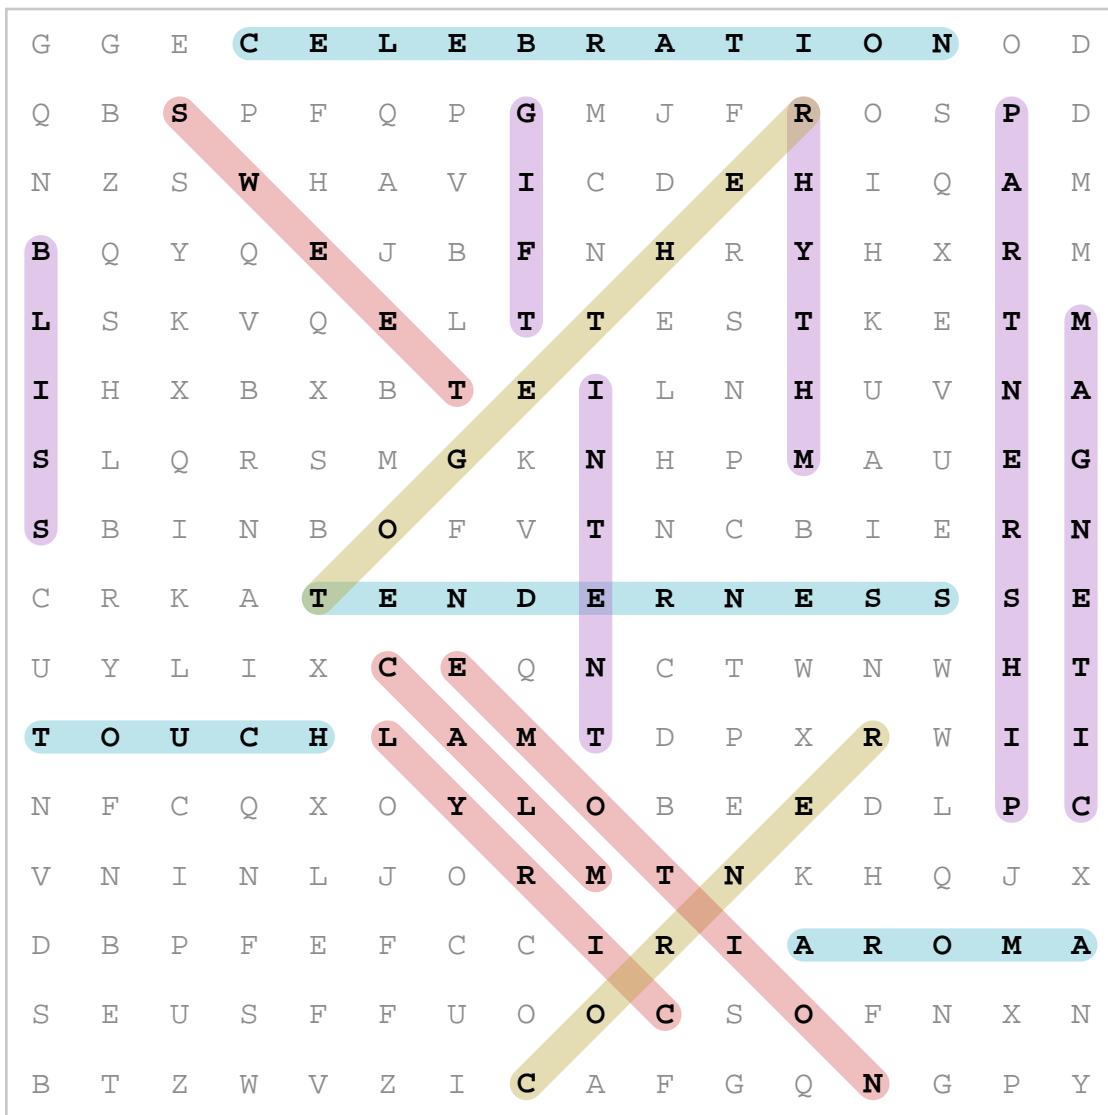 G G E C E L E B R A T I O N O D
Q B S P F Q P G M J F R O S P D
N Z S W H A V I C D E H I Q A M
B Q Y Q E J B F N H R Y H X R M
L S K V Q E L T T E S T K E T M
I H X B X B T E I L N H U V N A
S L Q R S M G K N H P M A U E G
S B I N B O F V T N C B I E R N
C R K A T E N D E R N E S S S E
U Y L I X C E Q N C T W N W H T
T O U C H L A M T D P X R W I I
N F C Q X O Y L O B E E D L P C
V N I N L J O R M T N K H Q J X
D B P F E F C C I R I A R O M A
S E U S F F U O O C S O F N X N
B T Z W V Z I C A F G Q N G P Y